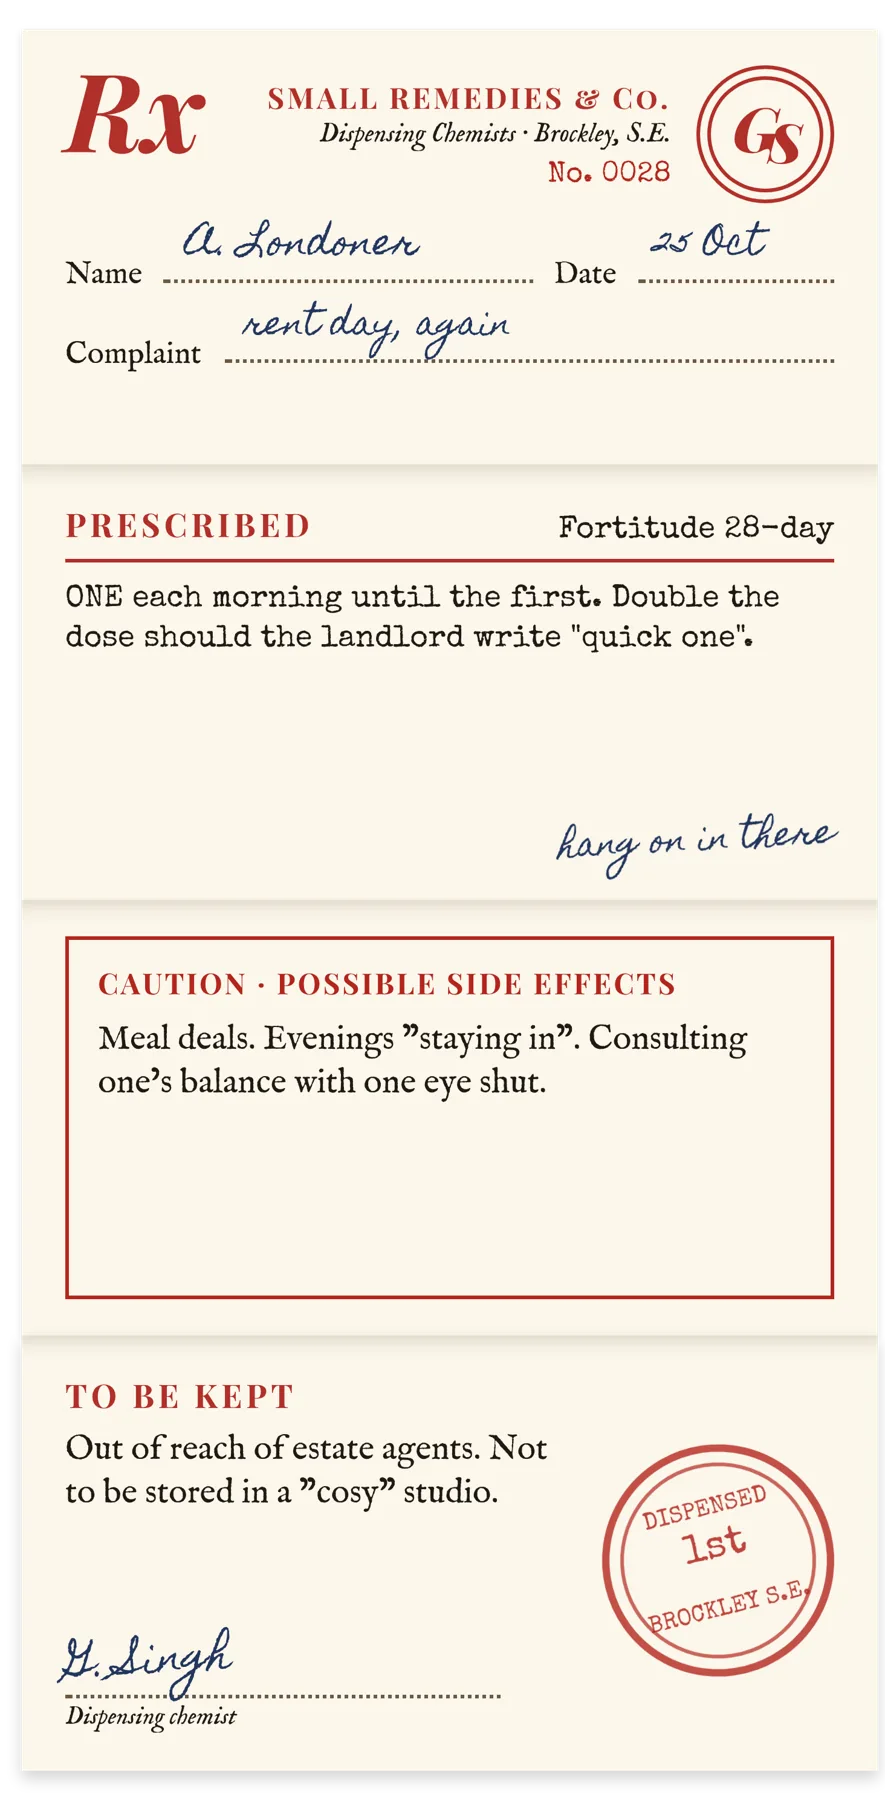 Rx
SMALL REMEDIES & CO.
Dispensing Chemists · Brockley, S.E.
No. 0028
GS
Name A. Londoner Date 25 Oct
Complaint rent day, again
PRESCRIBED Fortitude 28-day
ONE each morning until the first. Double the
dose should the landlord write "quick one".
hang on in there
CAUTION · POSSIBLE SIDE EFFECTS
Meal deals. Evenings ”staying in”. Consulting
one’s balance with one eye shut.
TO BE KEPT
Out of reach of estate agents. Not
to be stored in a ”cosy” studio.
DISPENSED
1st
BROCKLEY S.E.
G. Singh
Dispensing chemist